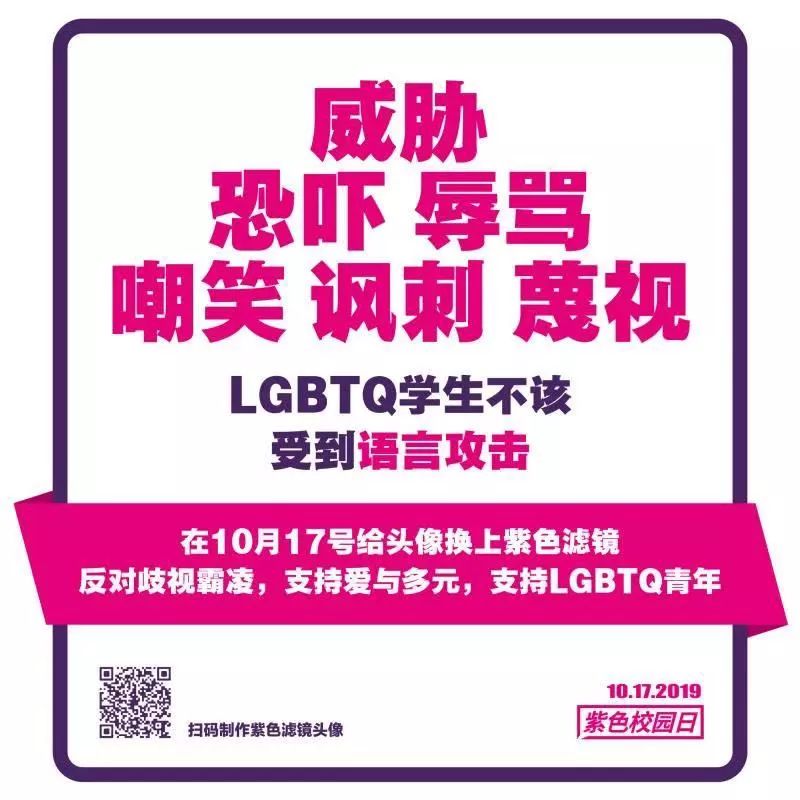 威胁
恐吓 辱骂
嘲笑 讽刺 蔑视
LGBTQ学生不该
受到语言攻击
在10月17号给头像换上紫色滤镜
反对歧视霸凌，支持爱与多元，支持LGBTQ青年
扫码制作紫色滤镜头像
10.17.2019
紫色校园日